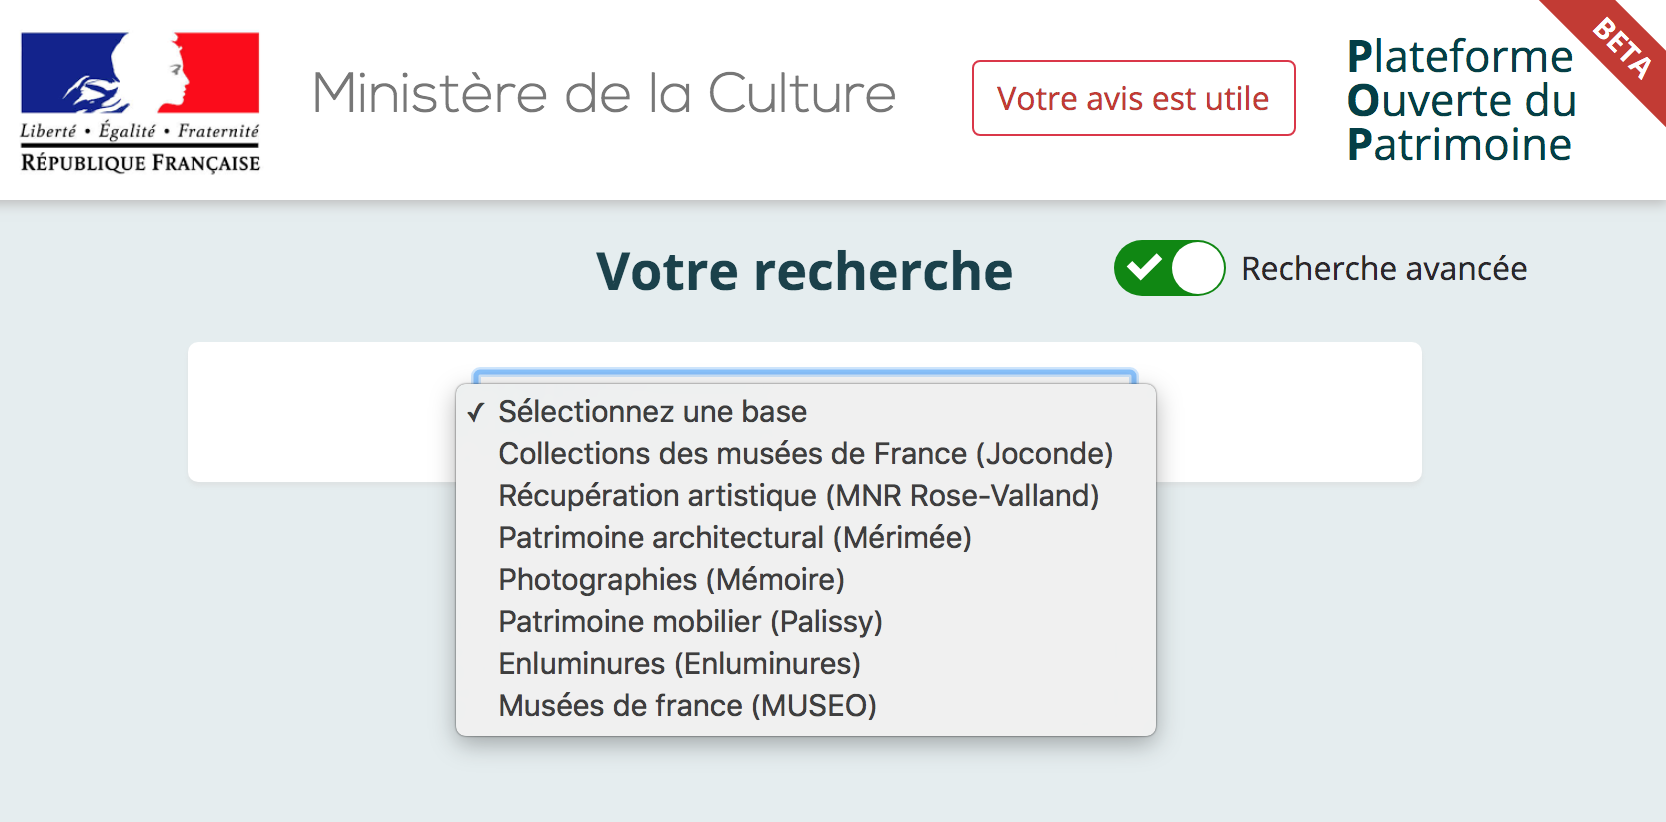 Liberté • Égalité • Fraternité
RÉPUBLIQUE FRANÇAISE
Ministère de la Culture
Votre avis est utile
Plateforme
Ouverte du
Patrimoine
BETA
Votre recherche
Recherche avancée
✓ Sélectionnez une base
Collections des musées de France (Joconde)
Récupération artistique (MNR Rose-Valland)
Patrimoine architectural (Mérimée)
Photographies (Mémoire)
Patrimoine mobilier (Palissy)
Enluminures (Enluminures)
Musées de france (MUSEO)